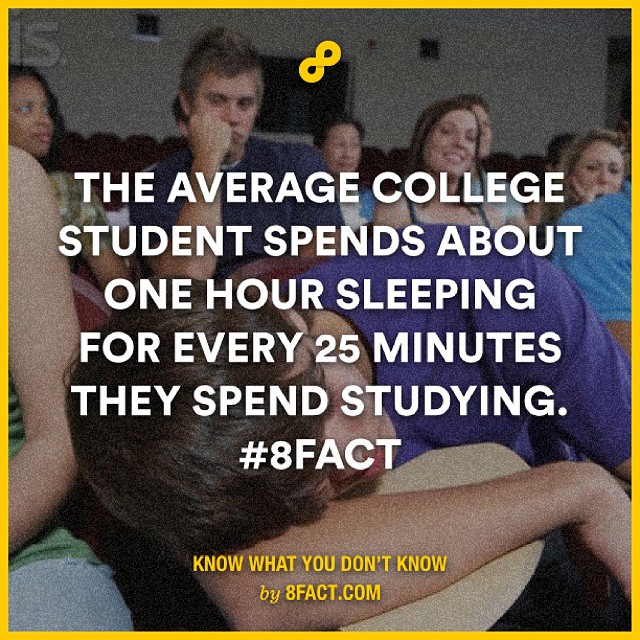 is.
THE AVERAGE COLLEGE
STUDENT SPENDS ABOUT
ONE HOUR SLEEPING
FOR EVERY 25 MINUTES
THEY SPEND STUDYING.
#8FACT
KNOW WHAT YOU DON'T KNOW
by 8FACT.COM